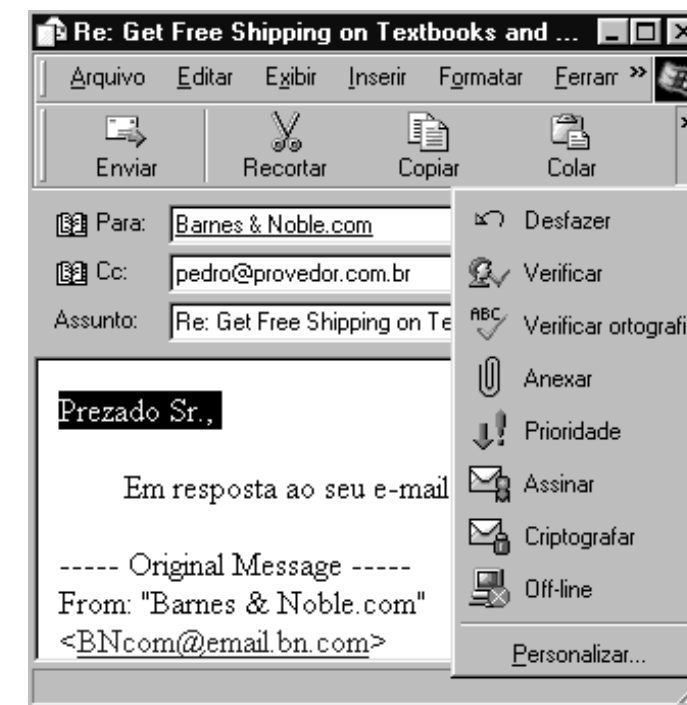 Re: Get Free Shipping on Textbooks and ...
Arquivo Editar Exibir Inserir Formatar Ferram »
Enviar Recortar Copiar Colar
Para: Barnes & Noble.com
Cc: pedro@provedor.com.br
Assunto: Re: Get Free Shipping on Te
Desfazer
Verificar
ABC Verificar ortografi
Anexar
Prioridade
Assinar
Criptografar
Off-line
Personalizar...
Prezado Sr.,
Em resposta ao seu e-mail
----- Original Message -----
From: "Barnes & Noble.com"
<BNcom@email.bn.com>